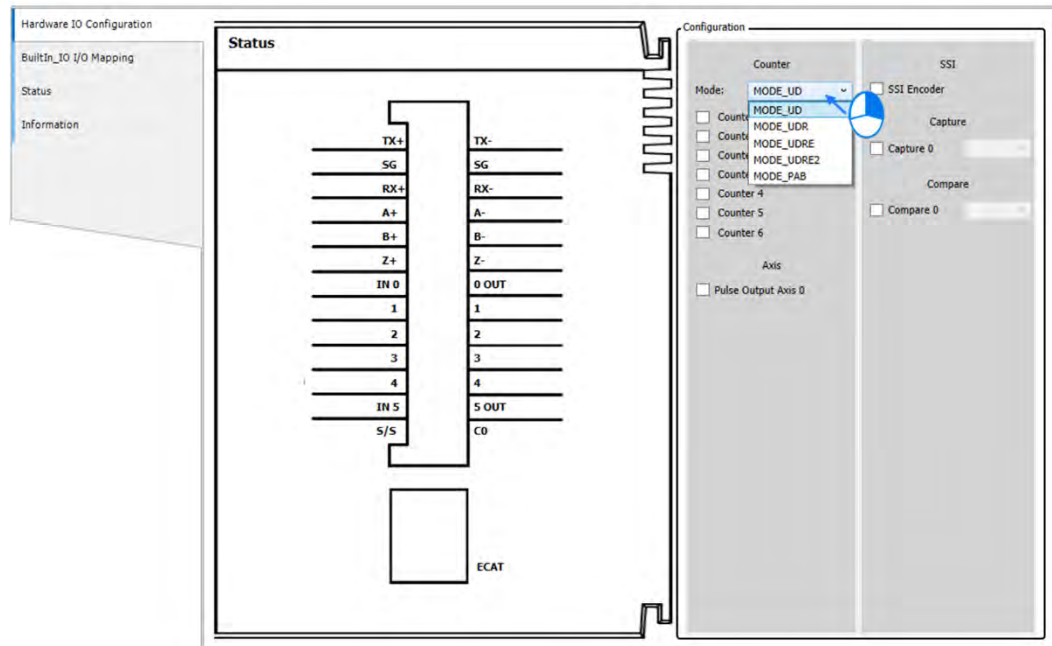 Hardware IO Configuration
BuiltIn_IO I/O Mapping
Status
Information
Status
TX+ TX-
SG SG
RX+ RX-
A+ A-
B+ B-
Z+ Z-
IN 0 0 OUT
1 1
2 2
3 3
4 4
IN 5 5 OUT
S/S C0
ECAT
Configuration
Counter
Mode: MODE_UD
MODE_UD
MODE_UDR
MODE_UDRE
MODE_UDRE2
MODE_PAB
Counter 4
Counter 5
Counter 6
Axis
Pulse Output Axis 0
SSI
SSI Encoder
Capture
Capture 0
Compare
Compare 0